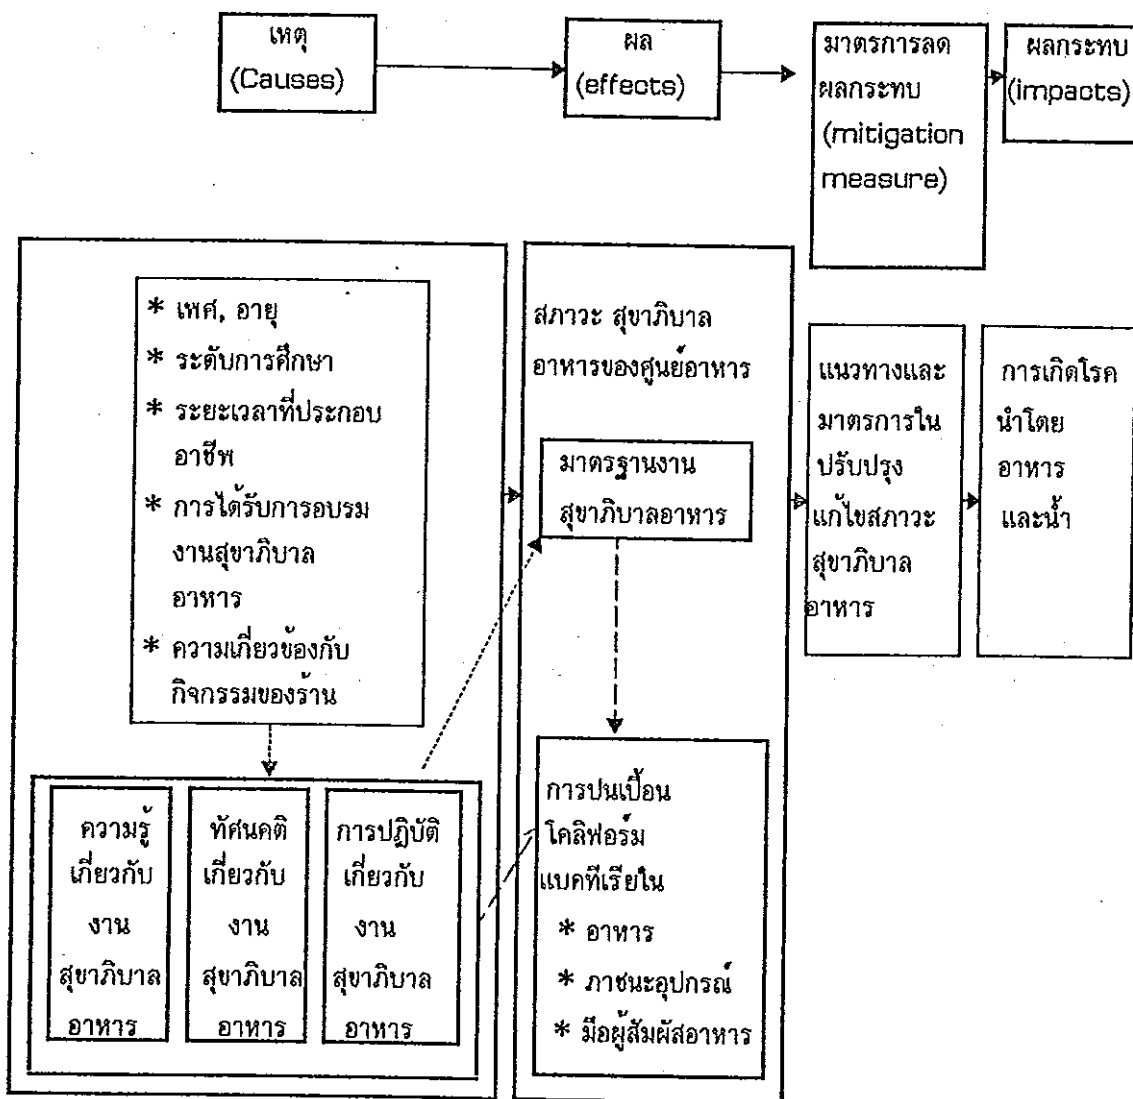 เหตุ
(Causes)
ผล
(effects)
มาตรการลด
ผลกระทบ
(mitigation
measure)
ผลกระทบ
(impacts)
* เพศ, อายุ
* ระดับการศึกษา
* ระยะเวลาที่ประกอบ
อาชีพ
* การได้รับการอบรม
งานสุขาภิบาล
อาหาร
* ความเกี่ยวข้องกับ
กิจกรรมของร้าน
ความรู้
เกี่ยวกับ
งาน
สุขาภิบาล
อาหาร
ทัศนคติ
เกี่ยวกับ
งาน
สุขาภิบาล
อาหาร
การปฏิบัติ
เกี่ยวกับ
งาน
สุขาภิบาล
อาหาร
สภาวะ สุขาภิบาล
อาหารของศูนย์อาหาร
มาตรฐานงาน
สุขาภิบาลอาหาร
การปนเปื้อน
โคลิฟอร์ม
แบคทีเรียใน
* อาหาร
* ภาชนะอุปกรณ์
* มือผู้สัมผัสอาหาร
แนวทางและ
มาตรการใน
ปรับปรุง
แก้ไขสภาวะ
สุขาภิบาล
อาหาร
การเกิดโรค
นำโดย
อาหาร
และน้ำ